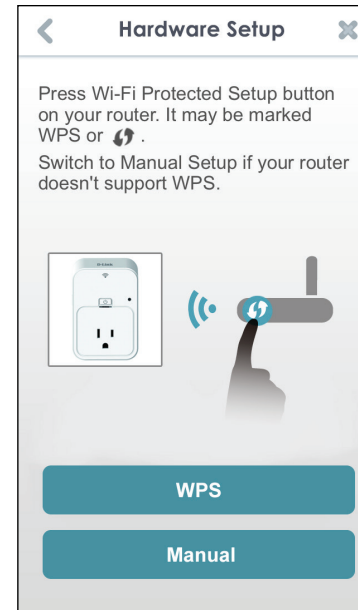 Hardware Setup
Press Wi-Fi Protected Setup button
on your router. It may be marked
WPS or .
Switch to Manual Setup if your router
doesn't support WPS.
D-Link
WPS
Manual